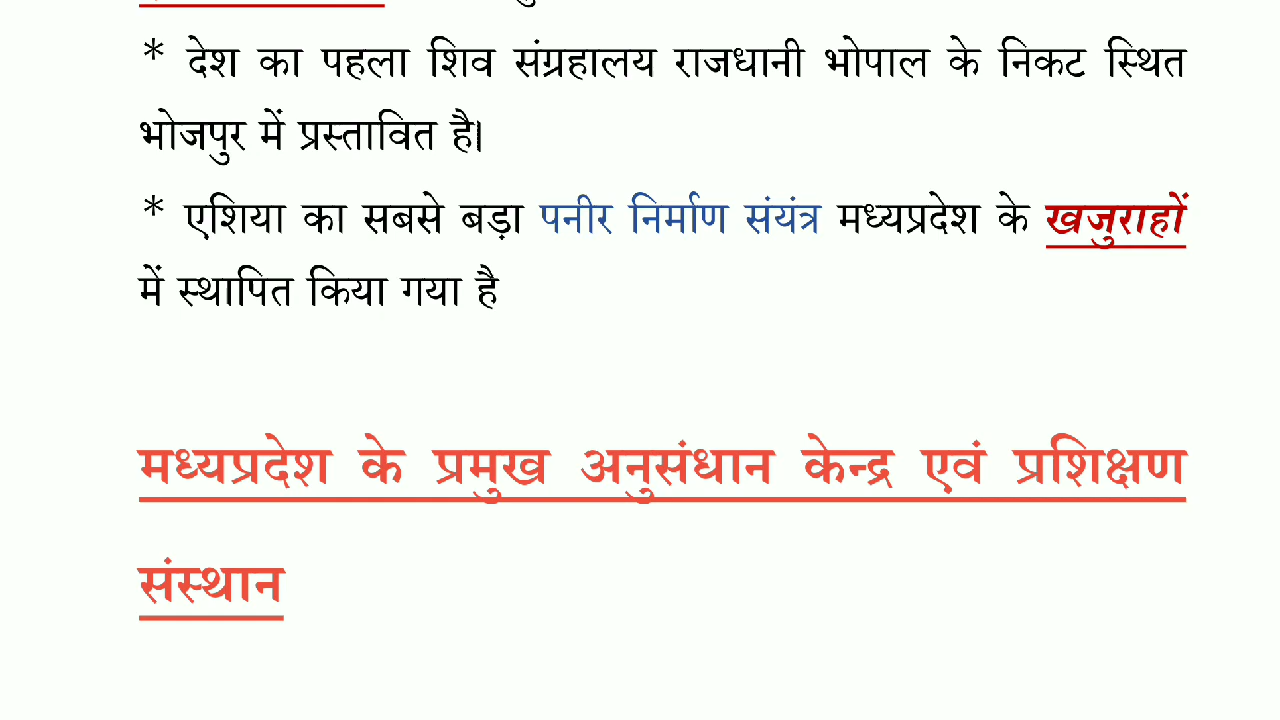 * देश का पहला शिव संग्रहालय राजधानी भोपाल के निकट स्थित
भोजपुर में प्रस्तावित है।
* एशिया का सबसे बड़ा पनीर निर्माण संयंत्र मध्यप्रदेश के खजुराहों
में स्थापित किया गया है
मध्यप्रदेश के प्रमुख अनुसंधान केन्द्र एवं प्रशिक्षण
संस्थान